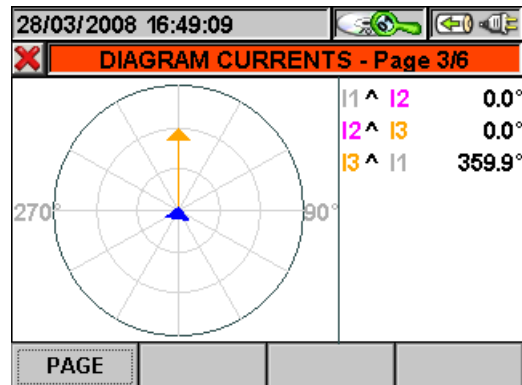 28/03/2008 16:49:09
DIAGRAM CURRENTS - Page 3/6
I1 ^ I2 0.0°
I2 ^ I3 0.0°
I3 ^ I1 359.9°
270° 90°
PAGE